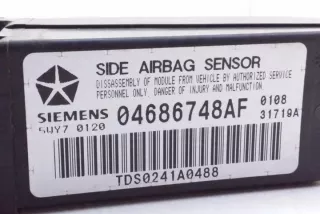 SIDE AIRBAG SENSOR
DISSASSEMBLY OF MODULE FROM VEHICLE BY AUTHORIZED SERVICE
PERSONNEL ONLY DANGER OF INJURY AND MALFUNCTION
SIEMENS 04686748AF 0108
5WY7 0120 31719A
TDS0241A0488